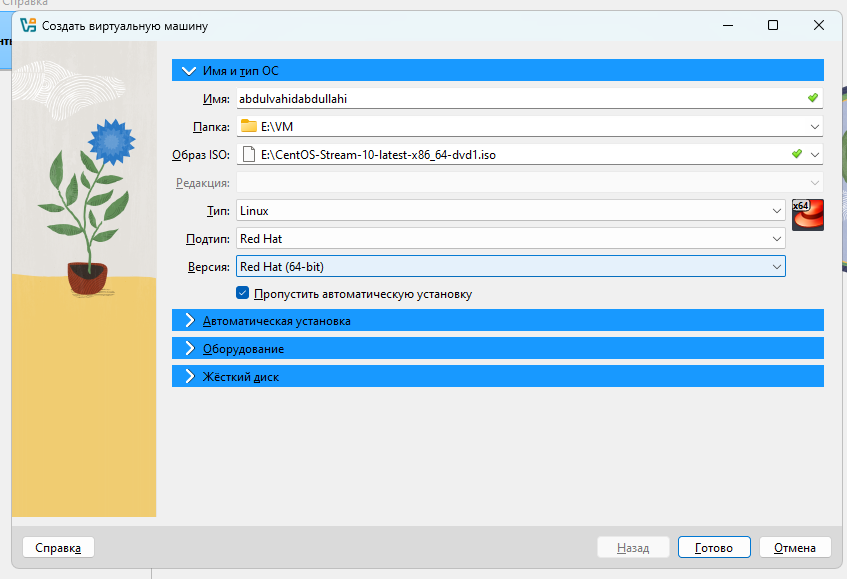 Справка
Создать виртуальную машину
Имя и тип ОС
Имя: abdulvahidabdullahi
Папка: E:\VM
Образ ISO: E:\CentOS-Stream-10-latest-x86_64-dvd1.iso
Редакция:
Тип: Linux
x64
Подтип: Red Hat
Версия: Red Hat (64-bit)
Пропустить автоматическую установку
Автоматическая установка
Оборудование
Жёсткий диск
Справка Назад Готово Отмена